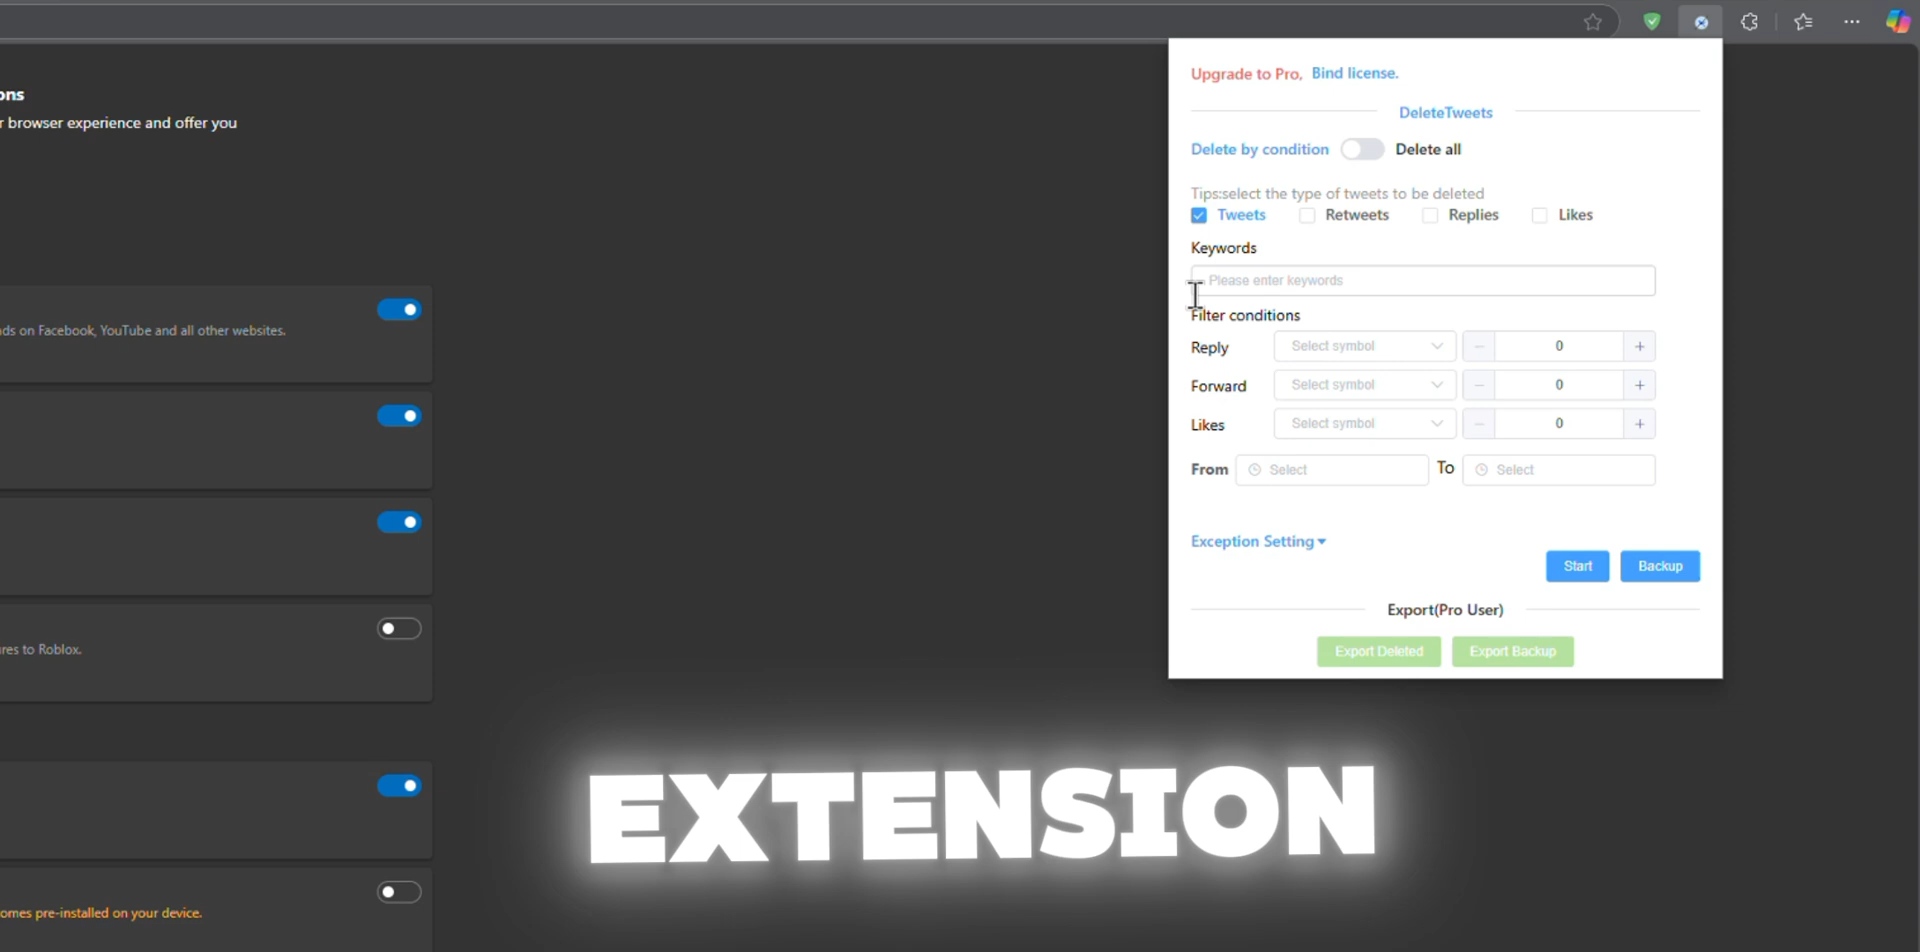 ons
r browser experience and offer you
ds on Facebook, YouTube and all other websites.
res to Roblox.
omes pre-installed on your device.
Upgrade to Pro, Bind license.
DeleteTweets
Delete by condition Delete all
Tips:select the type of tweets to be deleted
Tweets Retweets Replies Likes
Keywords
Please enter keywords
Filter conditions
Reply Select symbol - 0 +
Forward Select symbol - 0 +
Likes Select symbol - 0 +
From Select To Select
Exception Setting
Start Backup
Export(Pro User)
Export Deleted Export Backup
EXTENSION